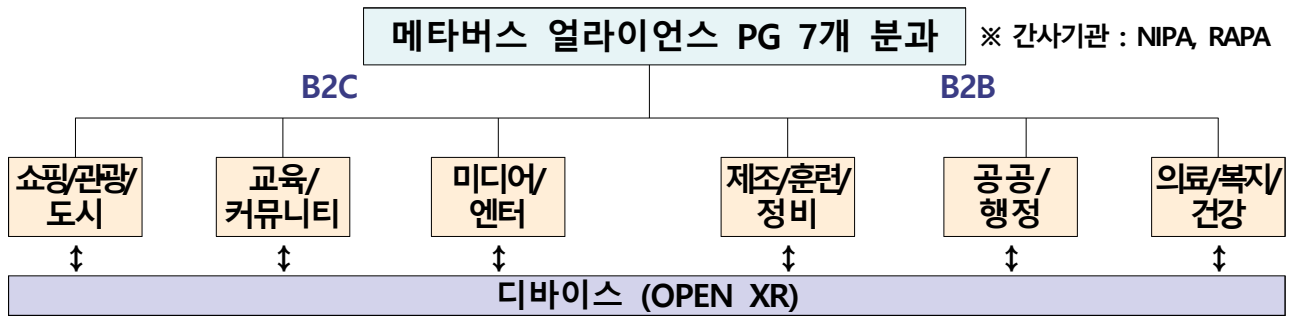 메타버스 얼라이언스 PG 7개 분과
※ 간사기관 : NIPA, RAPA
B2C
B2B
쇼핑/관광/
도시
교육/
커뮤니티
미디어/
엔터
제조/훈련/
정비
공공/
행정
의료/복지/
건강
디바이스 (OPEN XR)